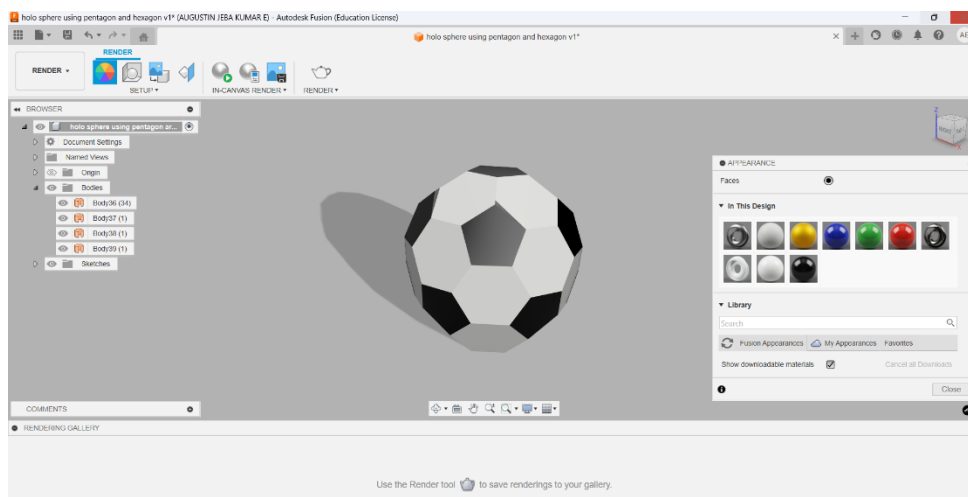 holo sphere using pentagon and hexagon v1* (AUGUSTIN JEBA KUMAR E) - Autodesk Fusion (Education License)
holo sphere using pentagon and hexagon v1*
AE
RENDER
RENDER
SETUP
IN-CANVAS RENDER
RENDER
BROWSER
holo sphere using pentagon ar...
Document Settings
Named Views
Origin
Bodies
Body36 (34)
Body37 (1)
Body38 (1)
Body39 (1)
Sketches
Z
RIGHT
X
APPEARANCE
Faces
In This Design
Library
Search
Fusion Appearances My Appearances Favorites
Show downloadable materials Cancel all Downloads
Close
COMMENTS
RENDERING GALLERY
Use the Render tool to save renderings to your gallery.